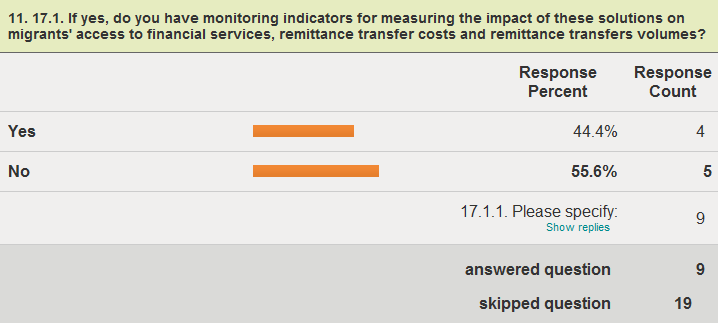 11. 17.1. If yes, do you have monitoring indicators for measuring the impact of these solutions on
migrants' access to financial services, remittance transfer costs and remittance transfers volumes?
Response Percent Response Count
Yes 44.4% 4
No 55.6% 5
17.1.1. Please specify: 9
Show replies
answered question 9
skipped question 19